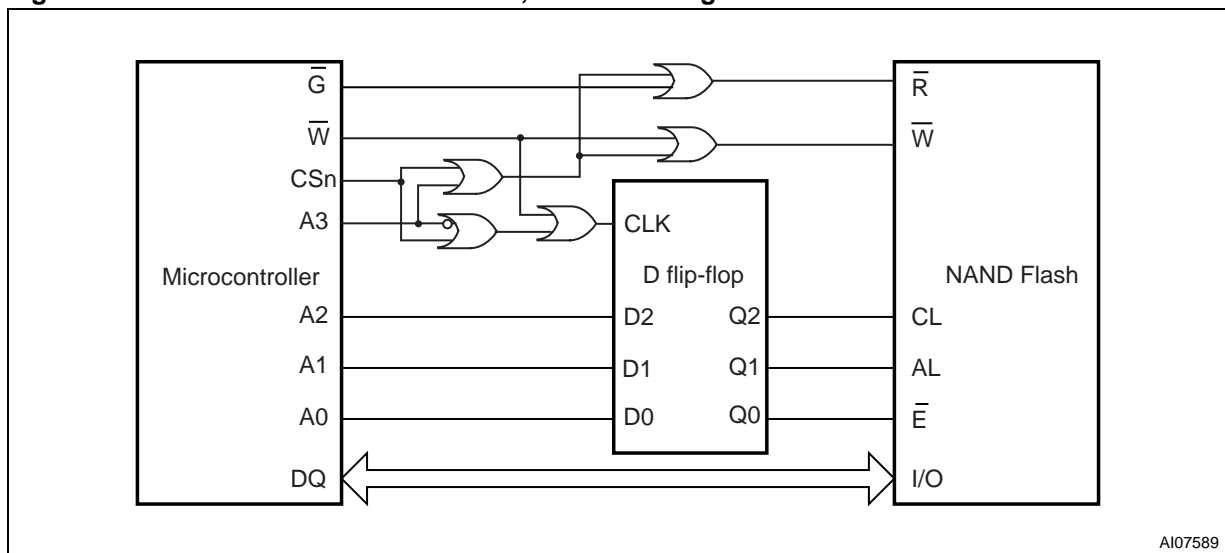 G̅
R̅
W̅
W̅
CSn
A3
CLK
Microcontroller
D flip-flop
NAND Flash
A2
D2
Q2
CL
A1
D1
Q1
AL
A0
D0
Q0
E̅
DQ
I/O
AI07589